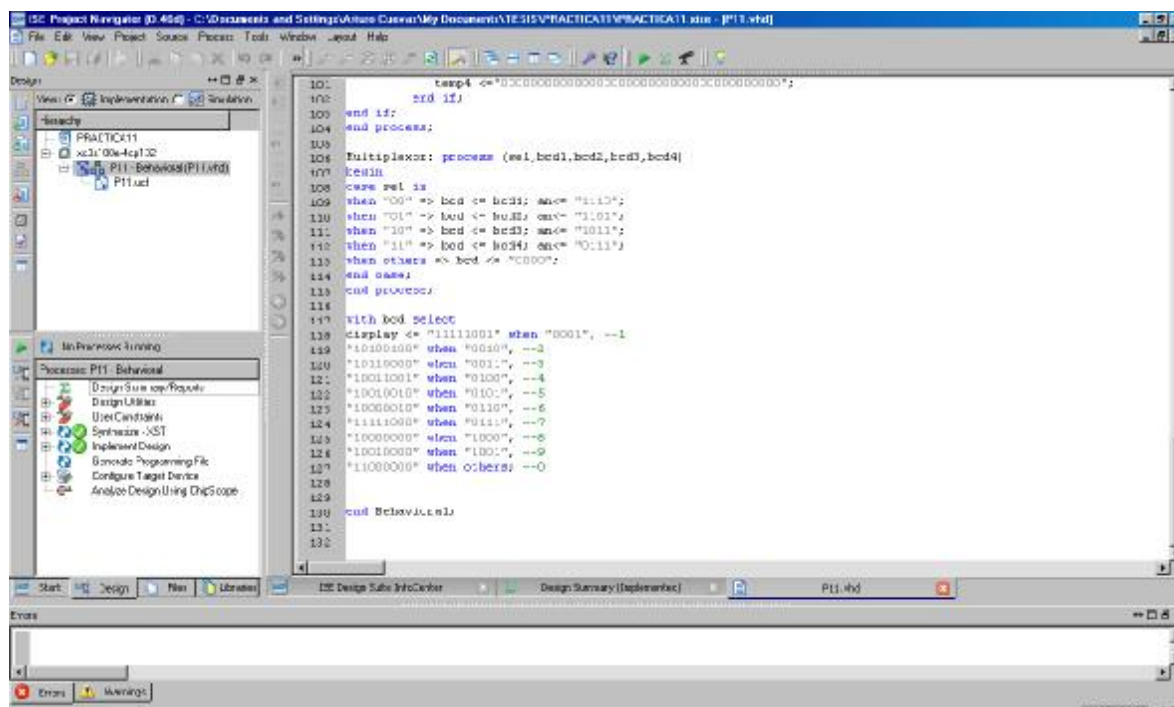 ISE Project Navigator (O.40d) - C:\Documents and Settings\Arturo Cuevas\My Documents\TESIS\PRACTICA11\PRACTICA11.xise - [P11.vhd]
File Edit View Project Source Process Tools Window Layout Help
Design
View: Implementation Simulation
Hierarchy
PRACTICA11
P11 - Behavioral (P11.vhd)
P11.ucf
No Processes Running
Processes: P11 - Behavioral
Design Summary/Reports
Design Utilities
User Constraints
Synthesize - XST
Implement Design
Generate Programming File
Configure Target Device
Analyze Design Using ChipScope
Start Design Files Libraries
101 temp4 <=
102 end if;
103 end if;
104 end process;
105
106 Multiplexor: process (sel,bcd1,bcd2,bcd3,bcd4)
107 begin
108 case sel is
109 when "00" => bcd <= bcd1; an<= "1110";
110 when "01" => bcd <= bcd2; an<= "1101";
111 when "10" => bcd <= bcd3; an<= "1011";
112 when "11" => bcd <= bcd4; an<= "0111";
113 when others => bcd <= "0000";
114 end case;
115 end process;
116
117 with bcd select
118 display <= "11111001" when "0001", --1
119 "10100100" when "0010", --2
120 "10110000" when "0011", --3
121 "10011001" when "0100", --4
122 "10010010" when "0101", --5
123 "10000010" when "0110", --6
124 "11111000" when "0111", --7
125 "10000000" when "1000", --8
126 "10010000" when "1001", --9
127 "11000000" when others; --0
128
129
130 end Behavioral;
131
132
ISE Design Suite InfoCenter Design Summary (Implemented) P11.vhd
Errors
Errors Warnings